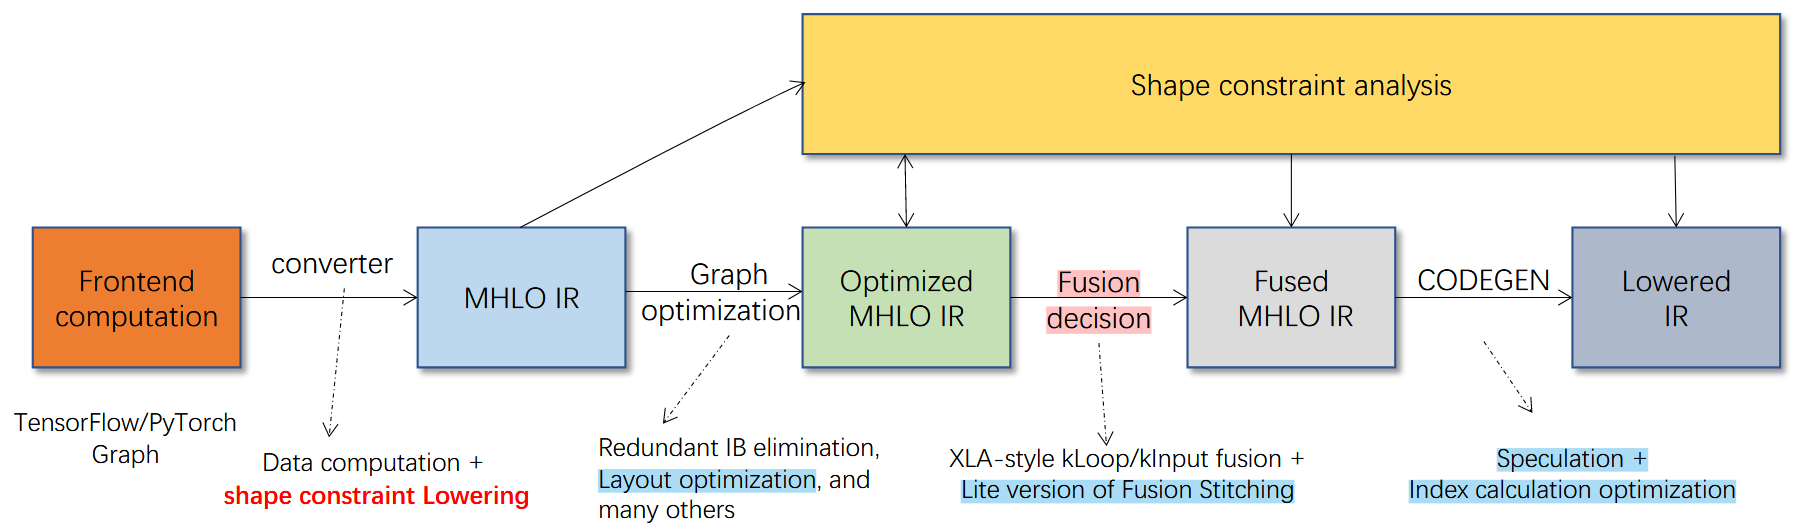 Shape constraint analysis
Frontend
computation
converter
MHLO IR
Graph
optimization
Optimized
MHLO IR
Fusion
decision
Fused
MHLO IR
CODEGEN
Lowered
IR
TensorFlow/PyTorch
Graph
Data computation +
shape constraint Lowering
Redundant IB elimination,
Layout optimization, and
many others
XLA-style kLoop/kInput fusion +
Lite version of Fusion Stitching
Speculation +
Index calculation optimization